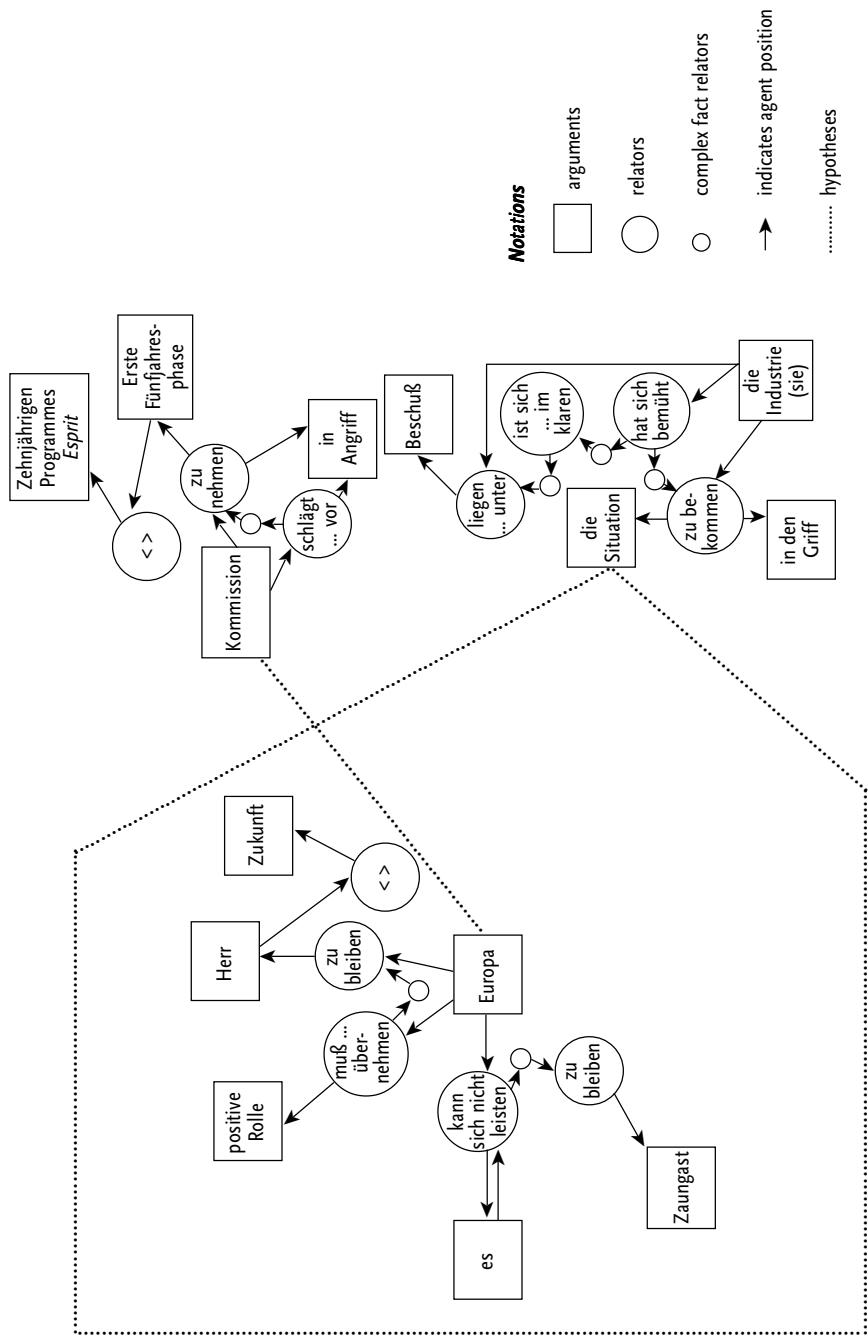 Zehnjährigen
Programmes
Esprit
< >
Erste
Fünfjahres-
phase
Kommission
zu
nehmen
schlägt
... vor
in
Angriff
Beschuß
liegen
... unter
ist sich
... im
klaren
hat sich
bemüht
die
Industrie
(sie)
die
Situation
zu be-
kommen
in den
Griff
Zukunft
< >
Herr
zu
bleiben
Europa
muß ...
über-
nehmen
positive
Rolle
kann
sich nicht
leisten
zu
bleiben
es
Zaungast
Notations
arguments
relators
complex fact relators
indicates agent position
hypotheses